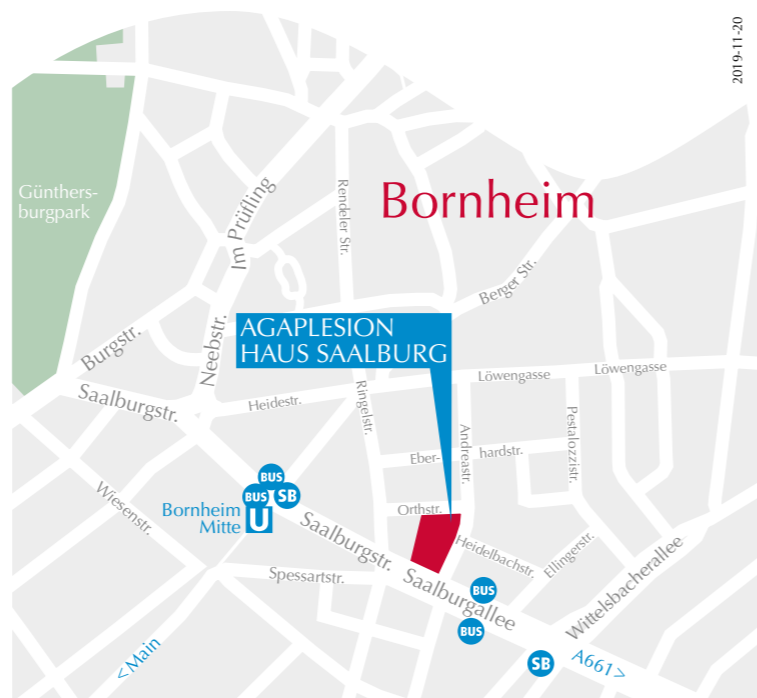 2019-11-20
Günthers-
burgpark
Im Prüfling
Rendeler Str.
Bornheim
Berger Str.
Burgstr.
Neebstr.
AGAPLESION
HAUS SAALBURG
Saalburgstr.
Heidestr.
Ringelstr.
Löwengasse
Löwengasse
Andreastr.
Pestalozzistr.
Eber-
hardstr.
Wiesenstr.
BUS
BUS
SB
Bornheim
Mitte
U
Saalburgstr.
Orthstr.
Heidelbachstr.
Ellingerstr.
Spessartstr.
Saalburgallee
BUS
BUS
Wittelsbacherallee
SB
A661>
<Main